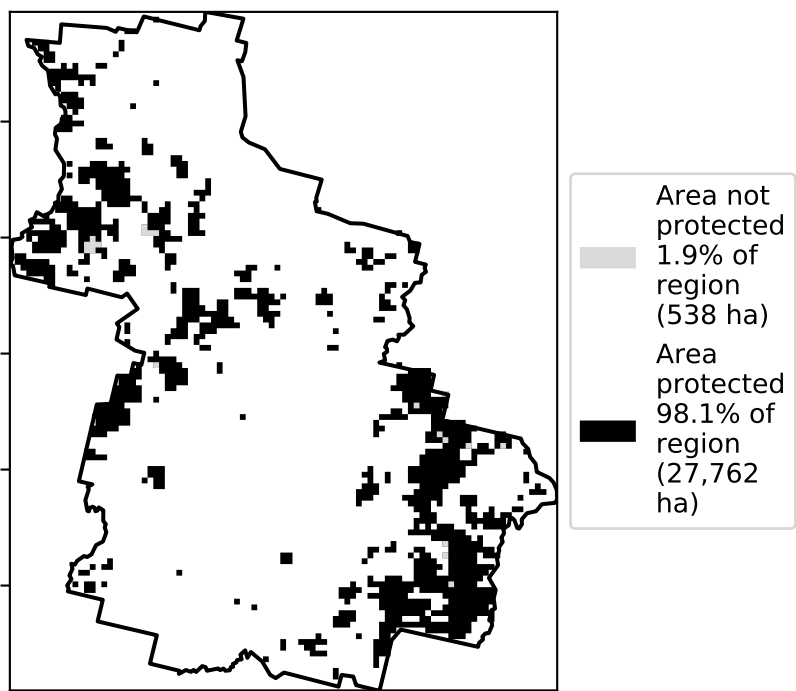 Area not
protected
1.9% of
region
(538 ha)
Area
protected
98.1% of
region
(27,762
ha)